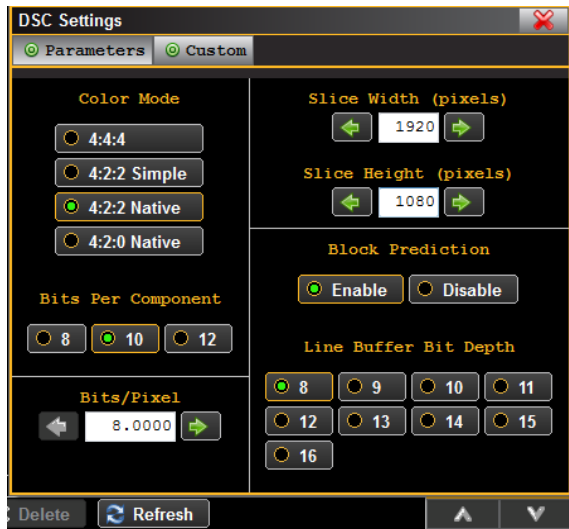 DSC Settings
Parameters Custom
Color Mode
4:4:4
4:2:2 Simple
4:2:2 Native
4:2:0 Native
Bits Per Component
8 10 12
Bits/Pixel
8.0000
Slice Width (pixels)
1920
Slice Height (pixels)
1080
Block Prediction
Enable Disable
Line Buffer Bit Depth
8 9 10 11
12 13 14 15
16
Delete Refresh